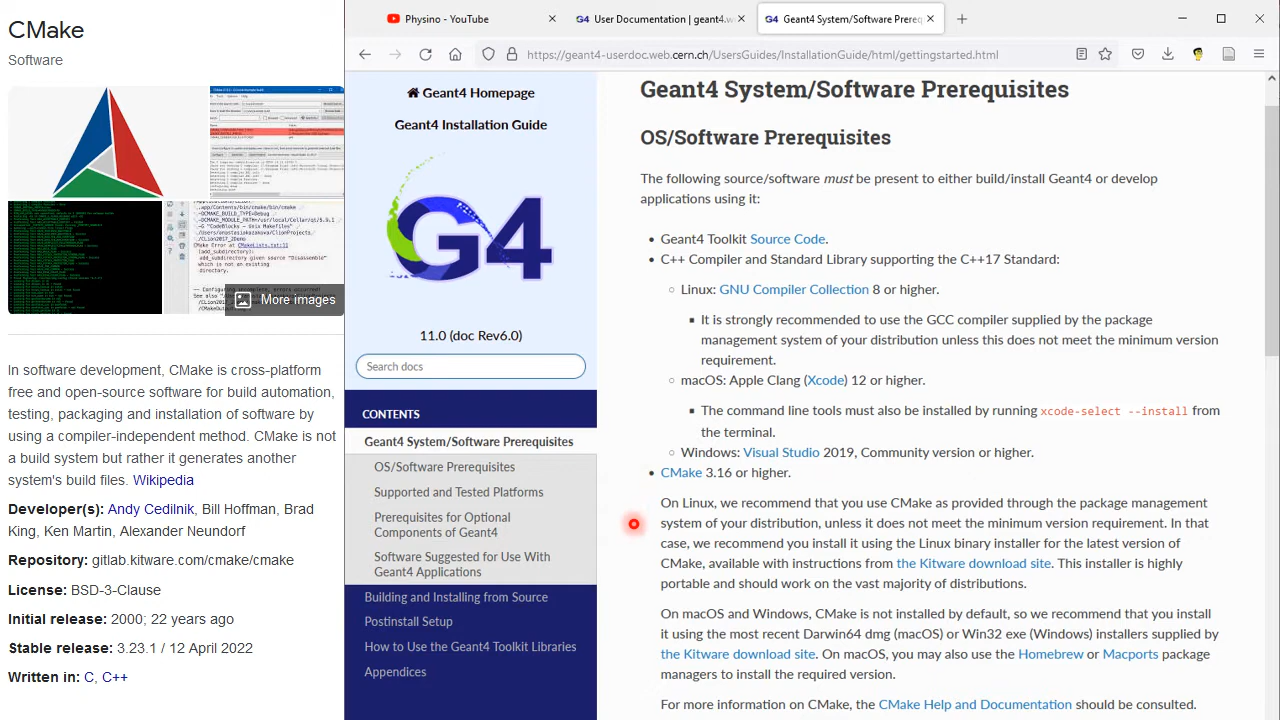 CMake
Software
More images
In software development, CMake is cross-platform
free and open-source software for build automation,
testing, packaging and installation of software by
using a compiler-independent method. CMake is not
a build system but rather it generates another
system's build files. Wikipedia
Developer(s): Andy Cedilnik, Bill Hoffman, Brad
King, Ken Martin, Alexander Neundorf
Repository: gitlab.kitware.com/cmake/cmake
License: BSD-3-Clause
Initial release: 2000; 22 years ago
Stable release: 3.23.1 / 12 April 2022
Written in: C, C++
Physino - YouTube
User Documentation | geant4.w
Geant4 System/Software Prereq
https://geant4-userdoc.web.cern.ch/UsersGuides/InstallationGuide/html/gettingstarted.html
Geant4 Homepage
Geant4 Installation Guide
11.0 (doc Rev6.0)
Search docs
CONTENTS
Geant4 System/Software Prerequisites
OS/Software Prerequisites
Supported and Tested Platforms
Prerequisites for Optional
Components of Geant4
Software Suggested for Use With
Geant4 Applications
Building and Installing from Source
Postinstall Setup
How to Use the Geant4 Toolkit Libraries
Appendices
Geant4 System/Software Prerequisites
OS/Software Prerequisites
The following source/software must be present to either build/install Geant4 or develop
applications using it:
Geant4 Toolkit Source Code.
C++ Compiler and Standard Library supporting the C++17 Standard:
Linux: GNU Compiler Collection 8 or higher.
It is strongly recommended to use the GCC compiler supplied by the package
management system of your distribution unless this does not meet the minimum version
requirement.
macOS: Apple Clang (Xcode) 12 or higher.
The command line tools must also be installed by running xcode-select --install from
the terminal.
Windows: Visual Studio 2019, Community version or higher.
CMake 3.16 or higher.
On Linux, we recommend that you use CMake as provided through the package management
system of your distribution, unless it does not meet the minimum version requirement. In that
case, we recommend you install it using the Linux binary installer for the latest version of
CMake, available with instructions from the Kitware download site. This installer is highly
portable and should work on the vast majority of distributions.
On macOS and Windows, CMake is not installed by default, so we recommend that you install
it using the most recent Darwin64 dmg (macOS) or Win32 exe (Windows) installers supplied by
the Kitware download site. On macOS, you may also use the Homebrew or Macports package
managers to install the required version.
For more information on CMake, the CMake Help and Documentation should be consulted.